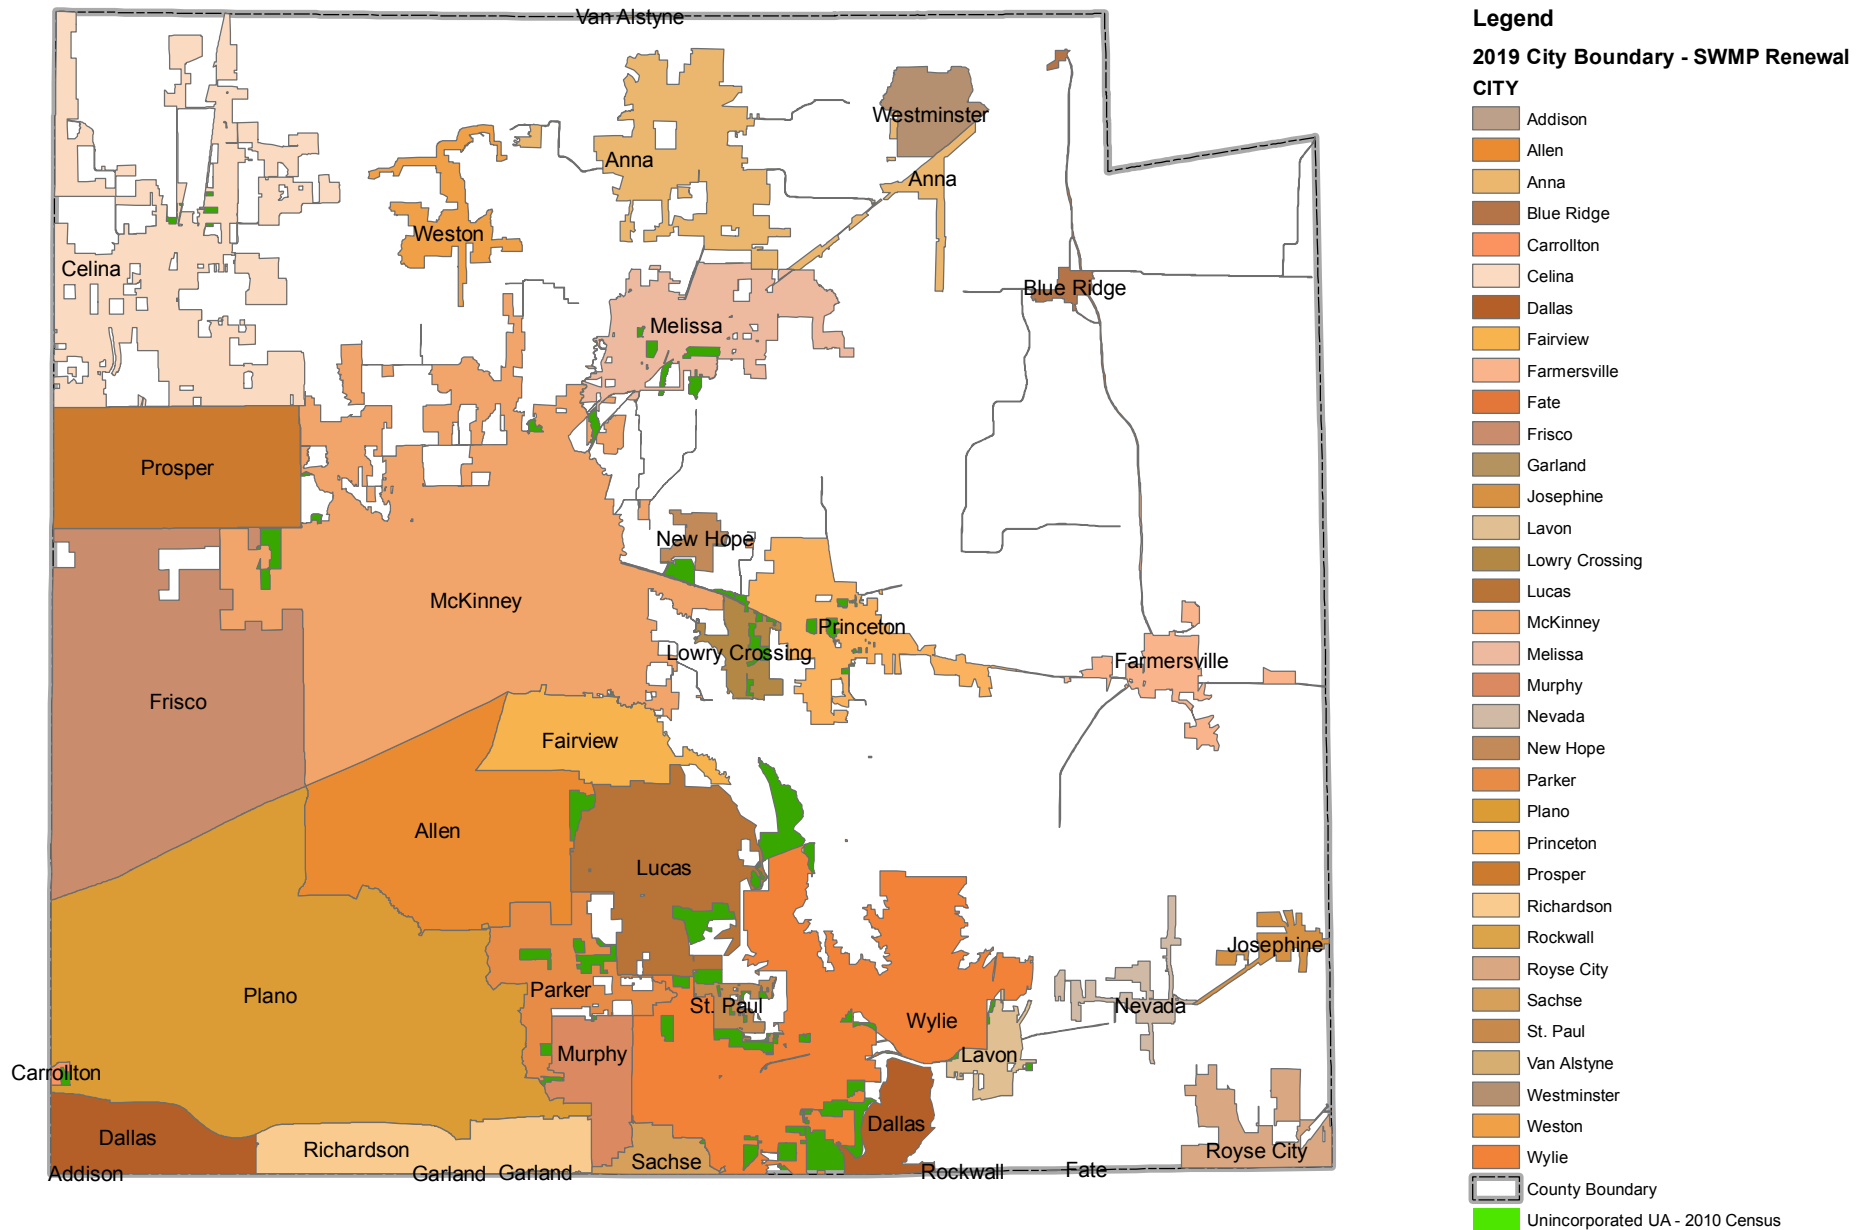 Van Alstyne
Westminster
Anna
Anna
Weston
Celina
Blue Ridge
Melissa
Prosper
New Hope
McKinney
Princeton
Lowry Crossing
Farmersville
Frisco
Fairview
Allen
Lucas
Josephine
Plano
Parker
St. Paul
Nevada
Wylie
Murphy
Lavon
Carrollton
Dallas
Dallas
Richardson
Sachse
Royse City
Addison
Garland
Garland
Rockwall
Fate
Legend
2019 City Boundary - SWMP Renewal
CITY
Addison
Allen
Anna
Blue Ridge
Carrollton
Celina
Dallas
Fairview
Farmersville
Fate
Frisco
Garland
Josephine
Lavon
Lowry Crossing
Lucas
McKinney
Melissa
Murphy
Nevada
New Hope
Parker
Plano
Princeton
Prosper
Richardson
Rockwall
Royse City
Sachse
St. Paul
Van Alstyne
Westminster
Weston
Wylie
County Boundary
Unincorporated UA - 2010 Census